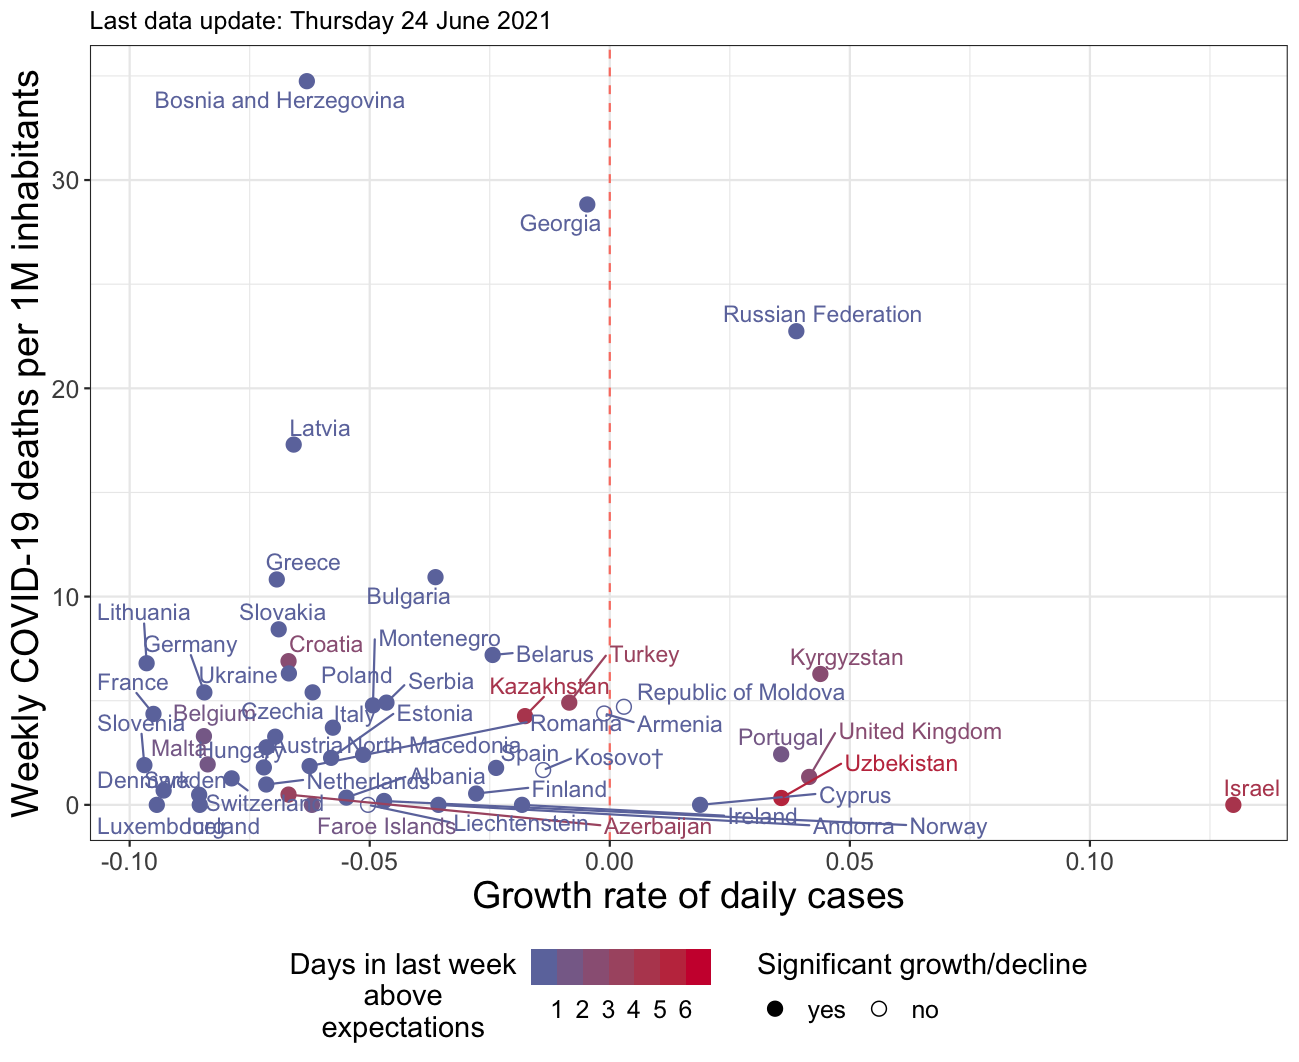 Last data update: Thursday 24 June 2021
Weekly COVID-19 deaths per 1M inhabitants
30
20
10
0
Bosnia and Herzegovina
Georgia
Russian Federation
Latvia
Greece
Bulgaria
Lithuania
Slovakia
Germany
Croatia
Montenegro
Belarus
Turkey
Kyrgyzstan
France
Ukraine
Poland
Serbia
Kazakhstan
Republic of Moldova
Slovenia
Belgium
Czechia
Italy
Estonia
Romania
Armenia
Portugal
United Kingdom
Malta
Hungary
Austria
North Macedonia
Spain
Kosovo†
Uzbekistan
Denmark
Sweden
Netherlands
Albania
Finland
Cyprus
Israel
Switzerland
Luxembourg
Iceland
Faroe Islands
Liechtenstein
Azerbaijan
Ireland
Andorra
Norway
-0.10
-0.05
0.00
0.05
0.10
Growth rate of daily cases
Days in last week
above
expectations
1 2 3 4 5 6
Significant growth/decline
yes
no